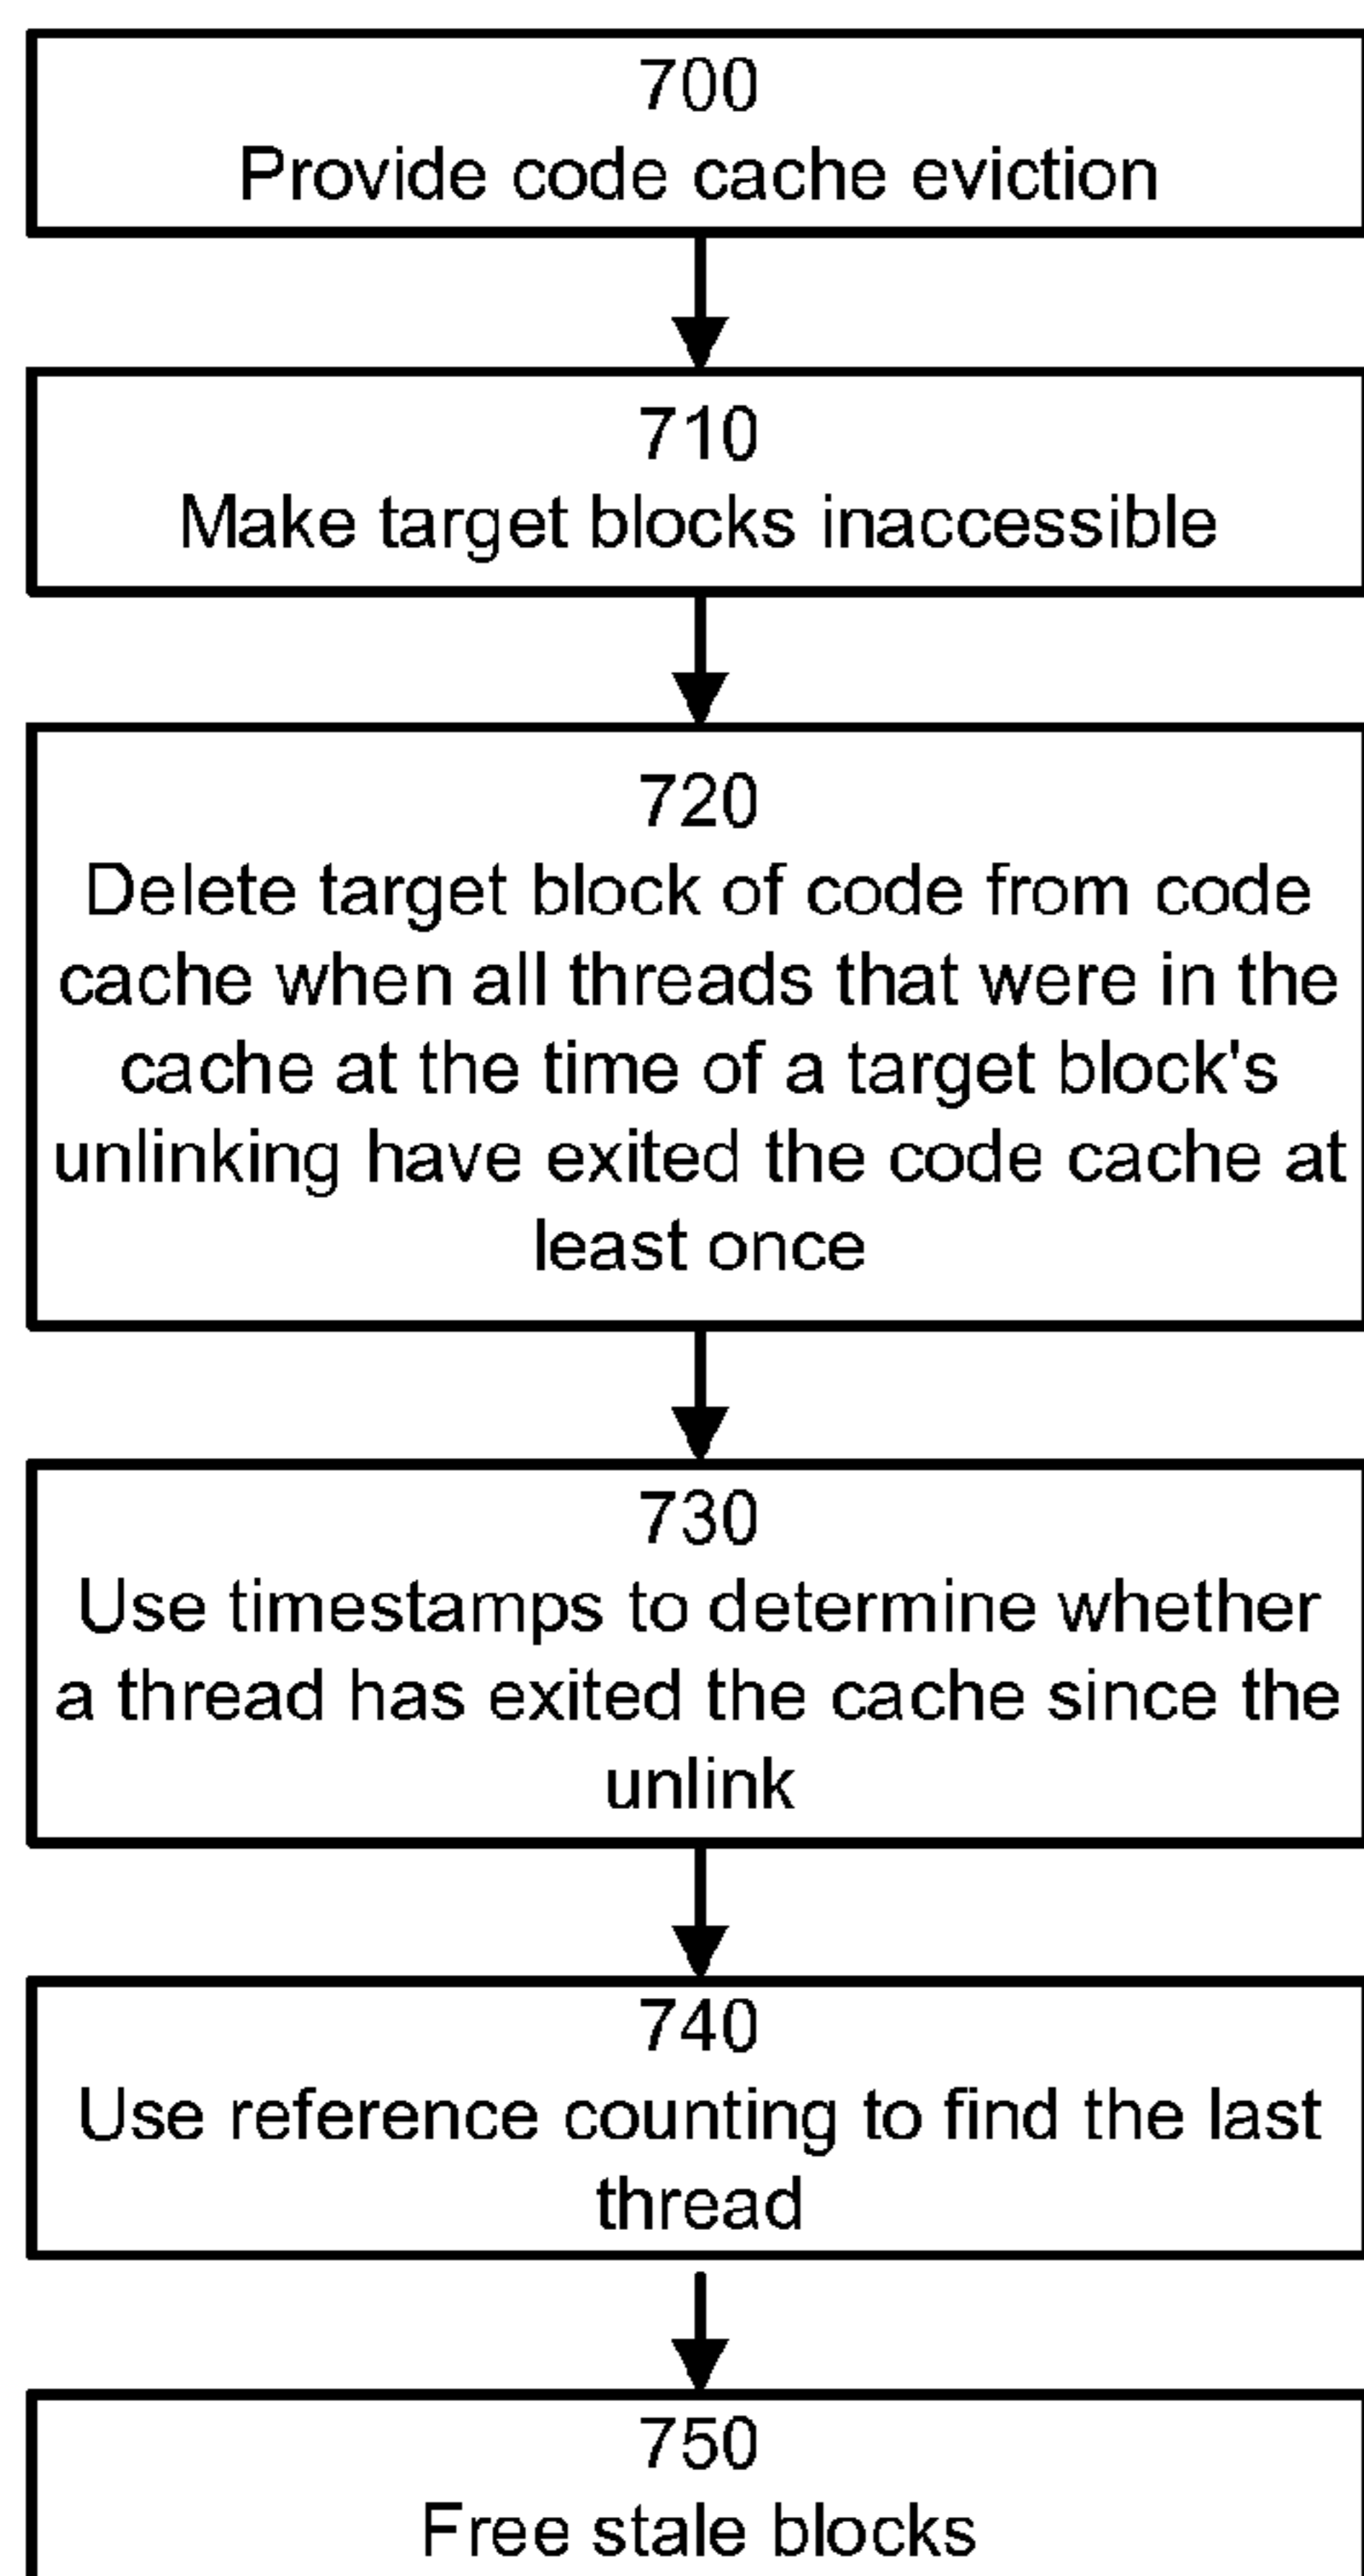 700
Provide code cache eviction
710
Make target blocks inaccessible
720
Delete target block of code from code
cache when all threads that were in the
cache at the time of a target block's
unlinking have exited the code cache at
least once
730
Use timestamps to determine whether
a thread has exited the cache since the
unlink
740
Use reference counting to find the last
thread
750
Free stale blocks